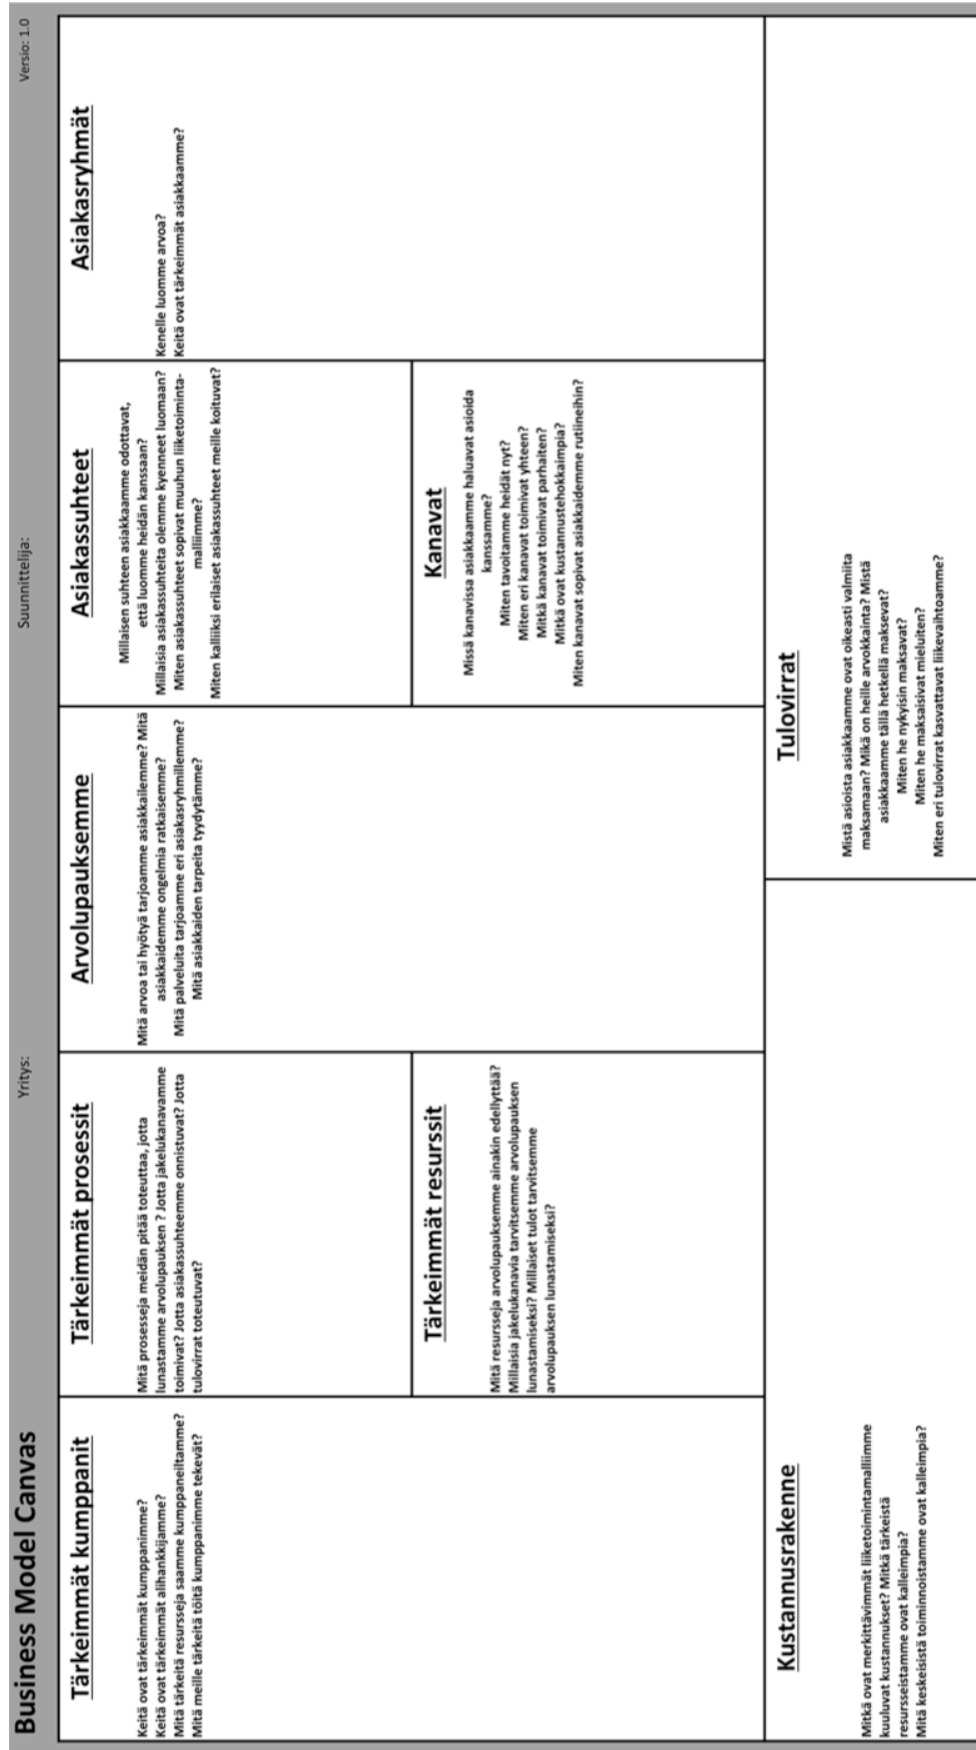 Business Model Canvas
Yritys:
Suunnittelija:
Versio: 1.0
Tärkeimmät kumppanit
Keitä ovat tärkeimmät kumppanimme?
Keitä ovat tärkeimmät alihankkijamme?
Mitä tärkeitä resursseja saamme kumppaneiltamme?
Mitä meille tärkeitä töitä kumppanimme tekevät?
Tärkeimmät prosessit
Mitä prosesseja meidän pitää toteuttaa, jotta
lunastamme arvolupauksen ? Jotta jakelukanavamme
toimivat? Jotta asiakassuhteemme onnistuvat? Jotta
tulovirrat toteutuvat?
Tärkeimmät resurssit
Mitä resursseja arvolupauksemme ainakin edellyttää?
Millaisia jakelukanavia tarvitsemme arvolupauksen
lunastamiseksi? Millaiset tulot tarvitsemme
arvolupauksen lunastamiseksi?
Arvolupauksemme
Mitä arvoa tai hyötyä tarjoamme asiakkailemme? Mitä
asiakkaidemme ongelmia ratkaisemme?
Mitä palveluita tarjoamme eri asiakasryhmillemme?
Mitä asiakkaiden tarpeita tyydytämme?
Asiakassuhteet
Millaisen suhteen asiakkaamme odottavat,
että luomme heidän kanssaan?
Millaisia asiakassuhteita olemme kyenneet luomaan?
Miten asiakassuhteet sopivat muuhun liiketoiminta-
malliimme?
Miten kalliiksi erilaiset asiakassuhteet meille koituvat?
Kanavat
Missä kanavissa asiakkaamme haluavat asioida
kanssamme?
Miten tavoitamme heidät nyt?
Miten eri kanavat toimivat yhteen?
Mitkä kanavat toimivat parhaiten?
Mitkä ovat kustannustehokkaimpia?
Miten kanavat sopivat asiakkaidemme rutiineihin?
Asiakasryhmät
Kenelle luomme arvoa?
Keitä ovat tärkeimmät asiakkaamme?
Kustannusrakenne
Mitkä ovat merkittävimmät liiketoimintamalliimme
kuuluvat kustannukset? Mitkä tärkeistä
resursseistamme ovat kalleimpia?
Mitä keskeisistä toiminnoistamme ovat kalleimpia?
Tulovirrat
Mistä asioista asiakkaamme ovat oikeasti valmiita
maksamaan? Mikä on heille arvokkainta? Mistä
asiakkaamme tällä hetkellä maksevat?
Miten he nykyisin maksavat?
Miten he maksaisivat mieluiten?
Miten eri tulovirrat kasvattavat liikevaihtoamme?